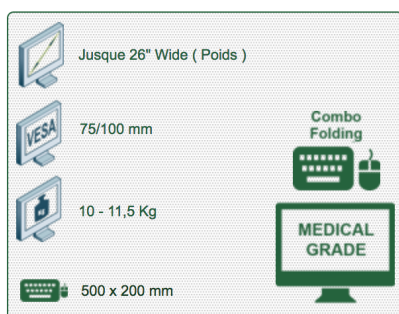 Jusque 26" Wide ( Poids )
VESA
75/100 mm
Combo
Folding
KG
10 - 11,5 Kg
MEDICAL
GRADE
500 x 200 mm